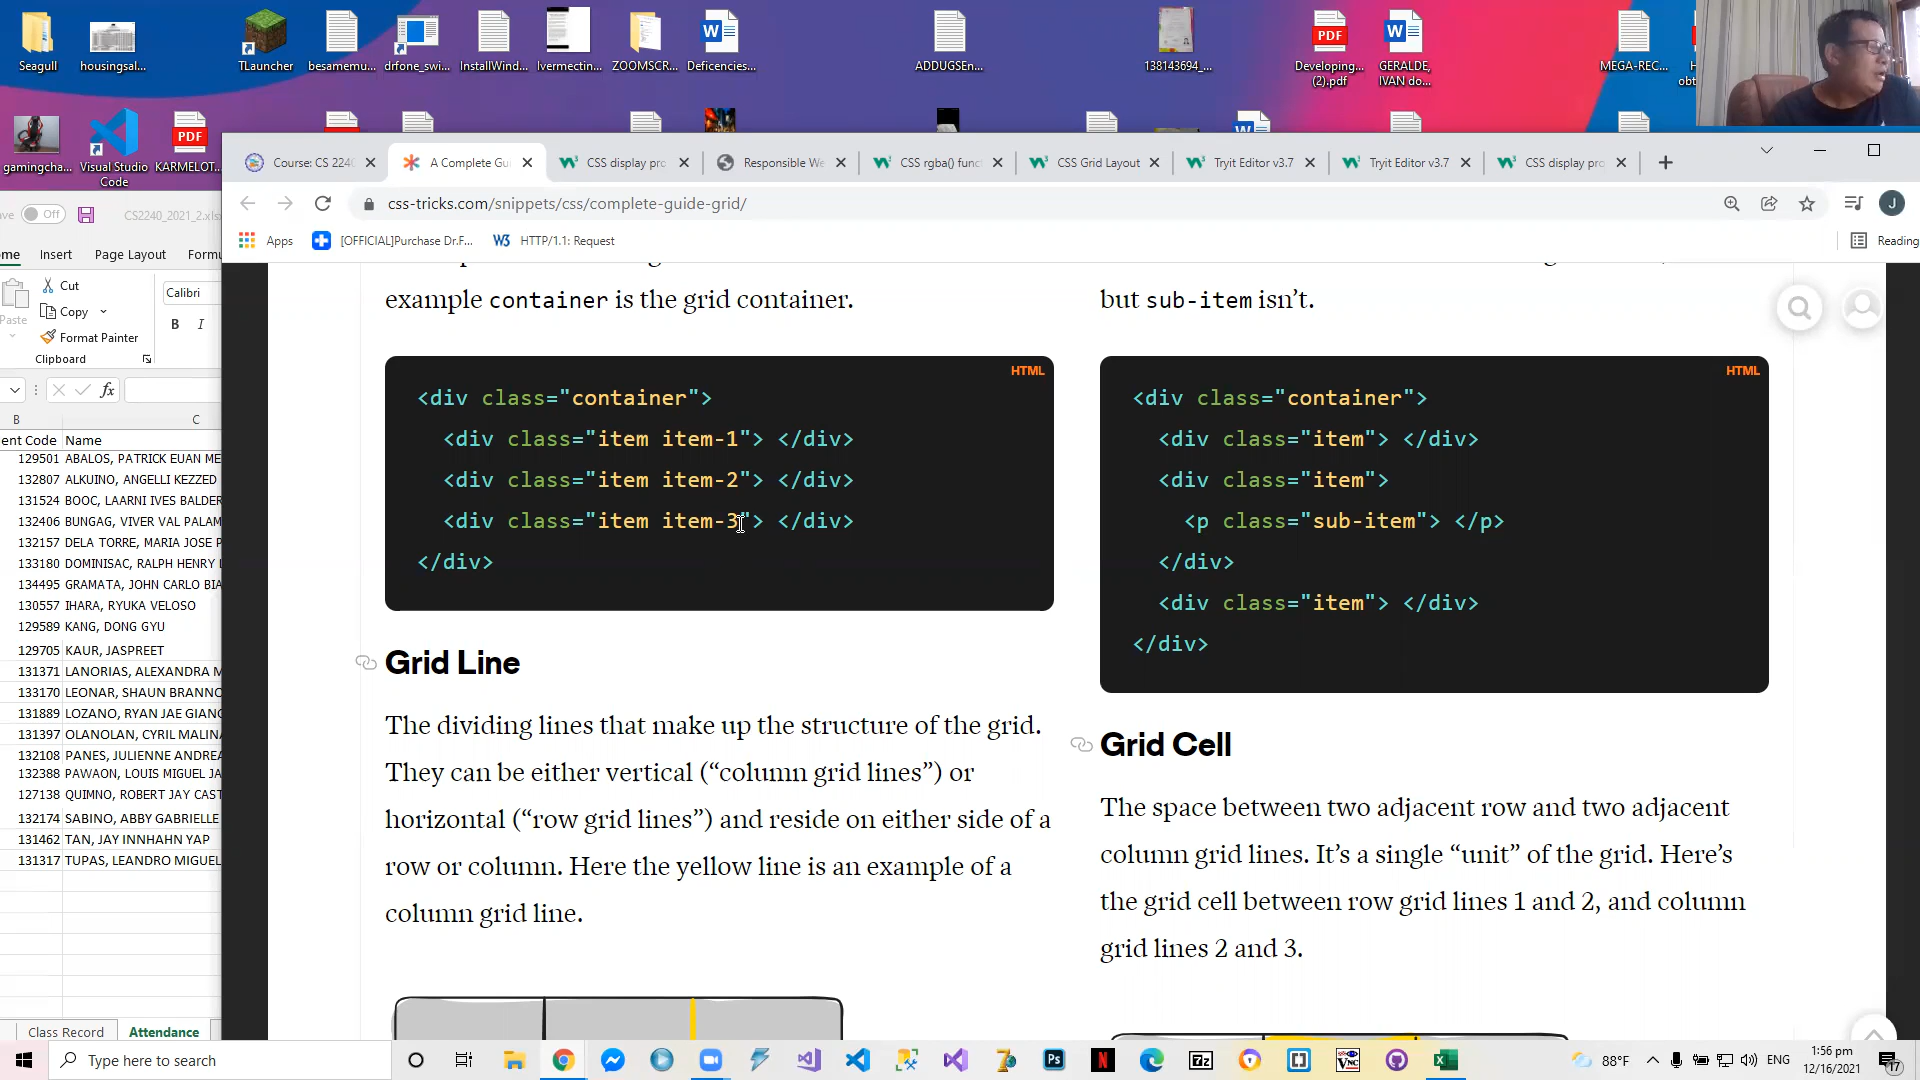 Seagull
housingsal...
TLauncher
besamemu...
drfone_swi...
InstallWind...
Ivermectin...
ZOOMSCR...
Deficencies...
ADDUGSEn...
138143694_...
Developing...
(2).pdf
GERALDE,
IVAN do...
MEGA-REC...
gamingcha...
Visual Studio
Code
KARMELOT...
Course: CS 2240
A Complete Gui
CSS display pro
Responsible We
CSS rgba() func
CSS Grid Layout
Tryit Editor v3.7
Tryit Editor v3.7
CSS display pro
css-tricks.com/snippets/css/complete-guide-grid/
J
Apps
[OFFICIAL]Purchase Dr.F...
HTTP/1.1: Request
Reading
ave
Off
CS2240_2021_2.xls
ome
Insert
Page Layout
Formu
Cut
Copy
Format Painter
Paste
Calibri
B I
Clipboard
fx
B
C
ent Code Name
129501 ABALOS, PATRICK EUAN ME
132807 ALKUINO, ANGELLI KEZZED
131524 BOOC, LAARNI IVES BALDER
132406 BUNGAG, VIVER VAL PALAM
132157 DELA TORRE, MARIA JOSE P
133180 DOMINISAC, RALPH HENRY L
134495 GRAMATA, JOHN CARLO BIA
130557 IHARA, RYUKA VELOSO
129589 KANG, DONG GYU
129705 KAUR, JASPREET
131371 LANORIAS, ALEXANDRA M
133170 LEONAR, SHAUN BRANNO
131889 LOZANO, RYAN JAE GIANG
131397 OLANOLAN, CYRIL MALINA
132108 PANES, JULIENNE ANDREA
132388 PAWAON, LOUIS MIGUEL JA
127138 QUIMNO, ROBERT JAY CAST
132174 SABINO, ABBY GABRIELLE
131462 TAN, JAY INNHAHN YAP
131317 TUPAS, LEANDRO MIGUEL
Class Record
Attendance
example container is the grid container.
HTML
<div class="container">
<div class="item item-1"> </div>
<div class="item item-2"> </div>
<div class="item item-3"> </div>
</div>
Grid Line
The dividing lines that make up the structure of the grid.
They can be either vertical (“column grid lines”) or
horizontal (“row grid lines”) and reside on either side of a
row or column. Here the yellow line is an example of a
column grid line.
but sub-item isn’t.
HTML
<div class="container">
<div class="item"> </div>
<div class="item">
<p class="sub-item"> </p>
</div>
<div class="item"> </div>
</div>
Grid Cell
The space between two adjacent row and two adjacent
column grid lines. It’s a single “unit” of the grid. Here’s
the grid cell between row grid lines 1 and 2, and column
grid lines 2 and 3.
Type here to search
88°F
ENG
1:56 pm
12/16/2021
17